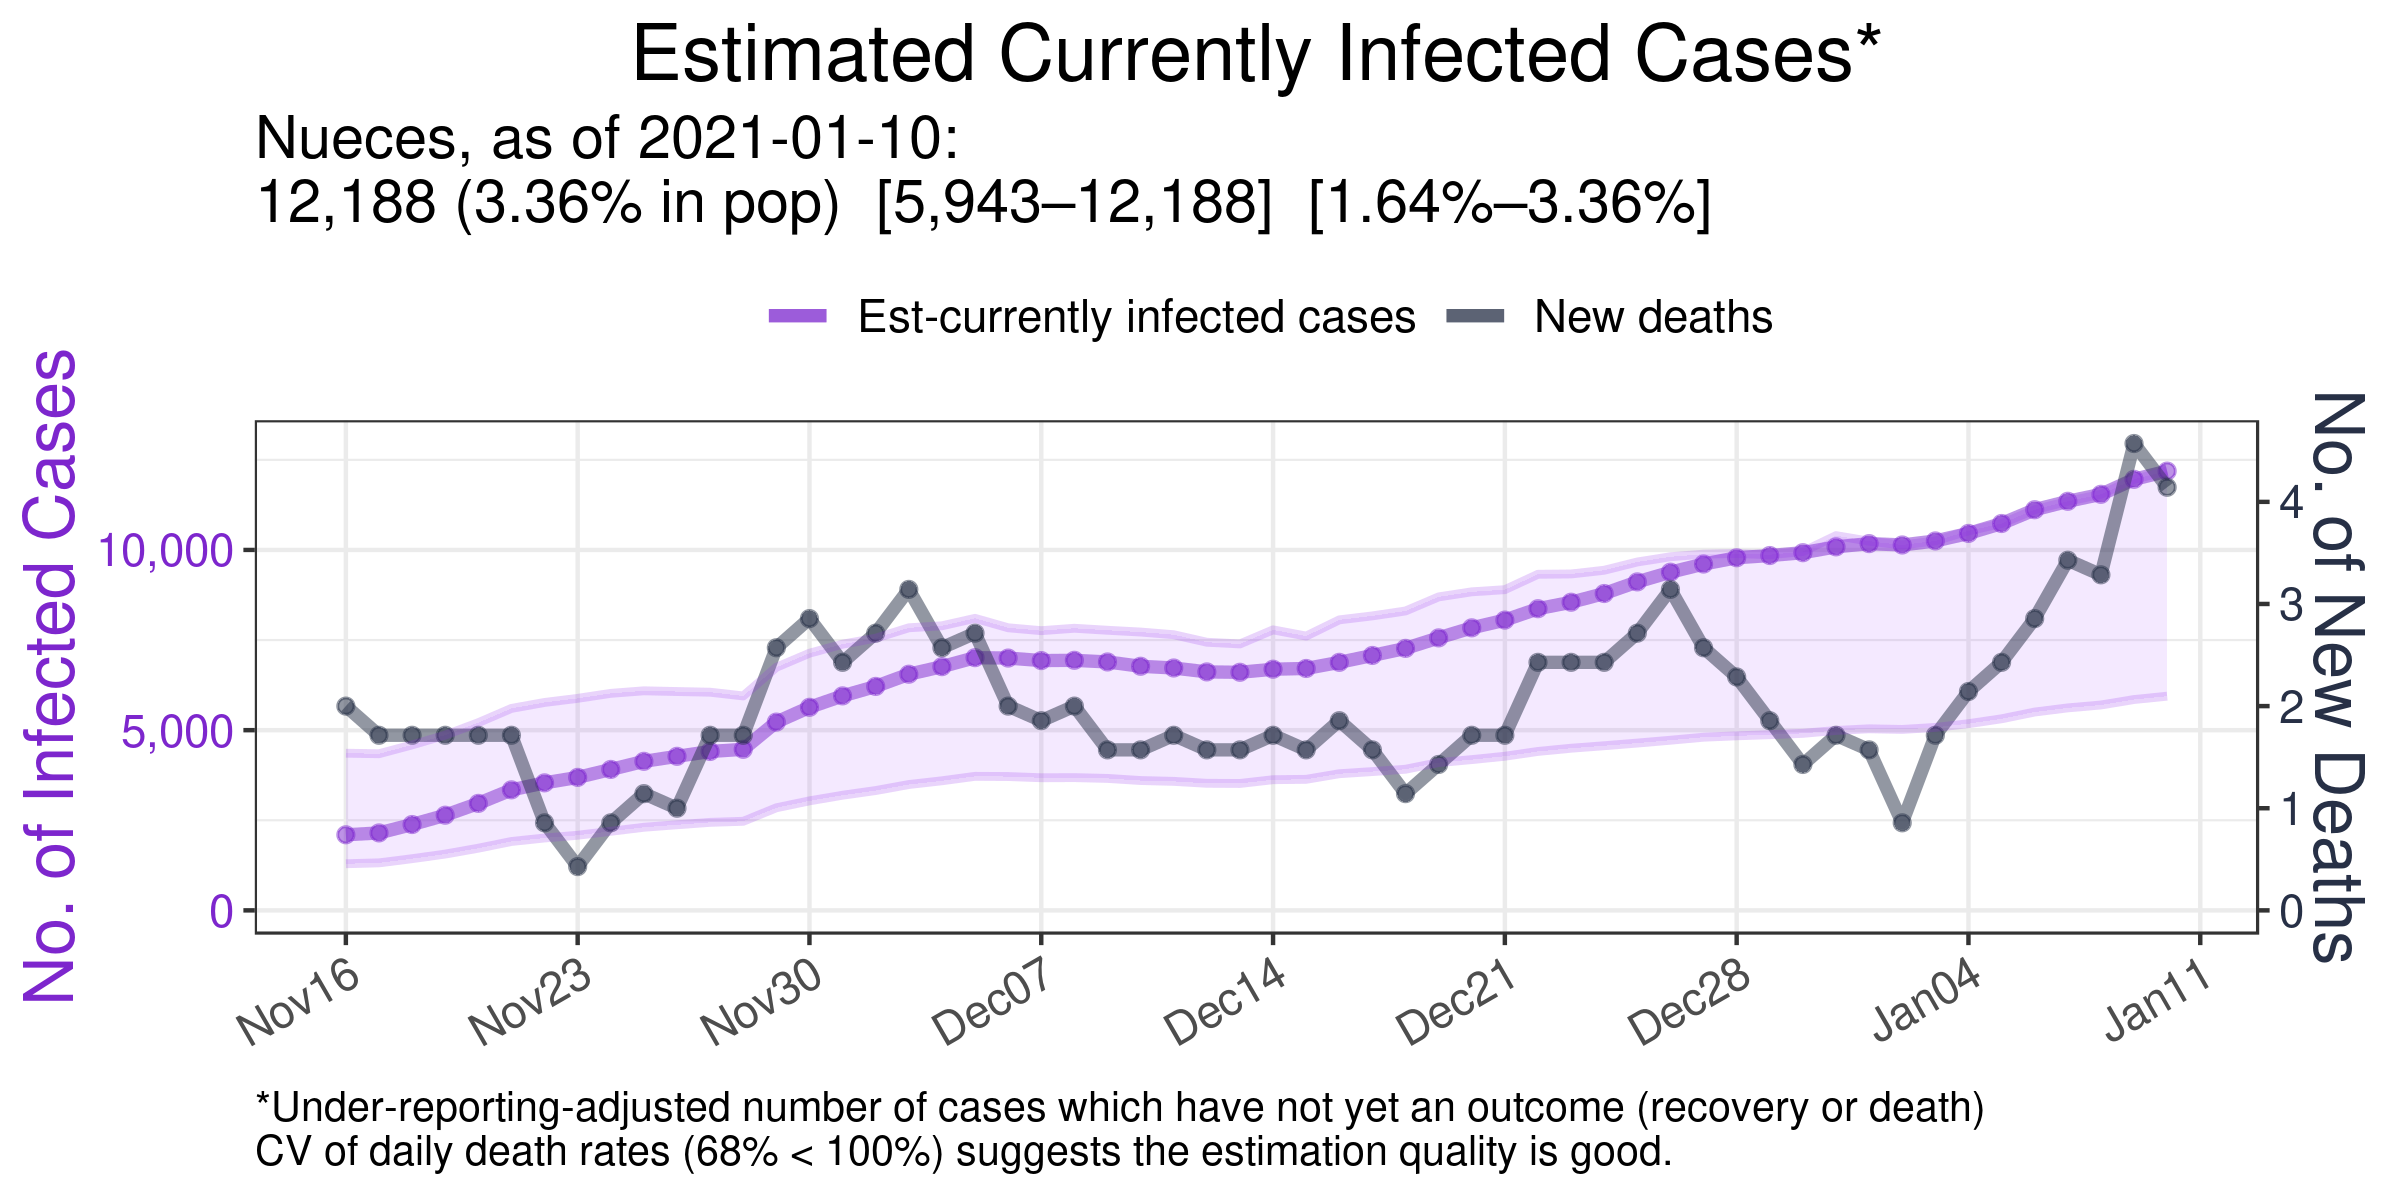 Estimated Currently Infected Cases*
Nueces, as of 2021-01-10:
12,188 (3.36% in pop)  [5,943–12,188]  [1.64%–3.36%]
Est-currently infected cases
New deaths
No. of Infected Cases
10,000
5,000
0
No. of New Deaths
4
3
2
1
0
Nov16
Nov23
Nov30
Dec07
Dec14
Dec21
Dec28
Jan04
Jan11
*Under-reporting-adjusted number of cases which have not yet an outcome (recovery or death)
CV of daily death rates (68% < 100%) suggests the estimation quality is good.